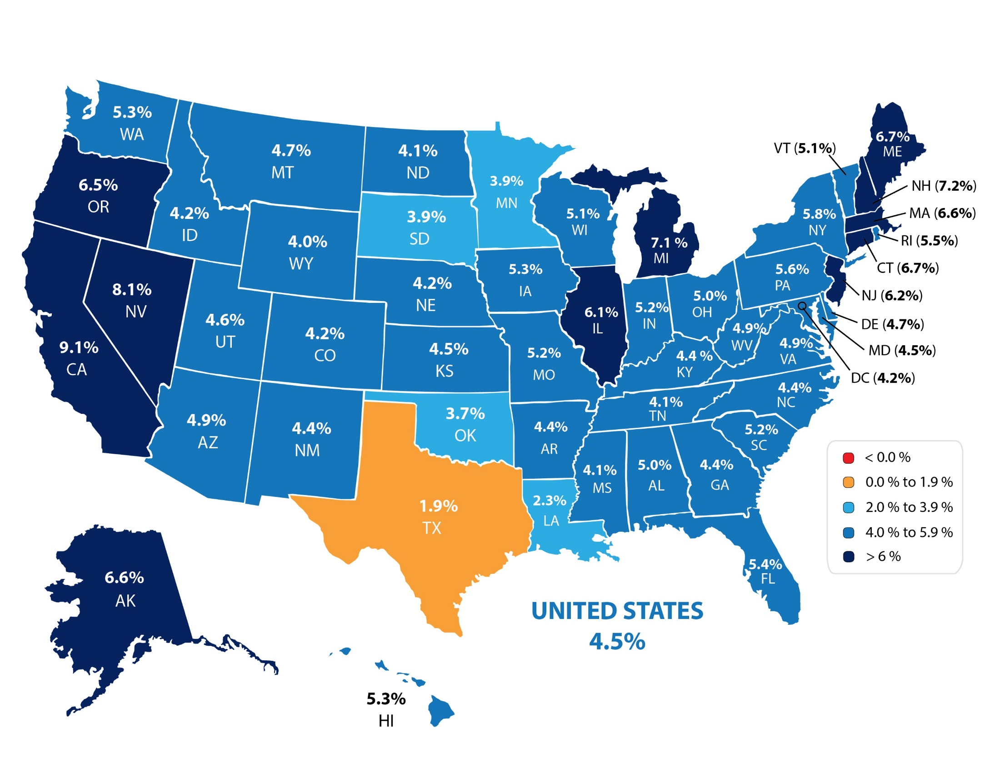 5.3%
WA
6.5%
OR
4.2%
ID
4.7%
MT
4.1%
ND
3.9%
MN
3.9%
SD
4.0%
WY
8.1%
NV
9.1%
CA
4.6%
UT
4.2%
CO
4.2%
NE
4.5%
KS
5.3%
IA
5.2%
MO
5.1%
WI
7.1 %
MI
6.1%
IL
5.2%
IN
5.0%
OH
4.4 %
KY
4.9%
WV
4.9%
VA
5.6%
PA
5.8%
NY
6.7%
ME
VT (5.1%)
NH (7.2%)
MA (6.6%)
RI (5.5%)
CT (6.7%)
NJ (6.2%)
DE (4.7%)
MD (4.5%)
DC (4.2%)
4.9%
AZ
4.4%
NM
3.7%
OK
1.9%
TX
4.4%
AR
2.3%
LA
4.1%
TN
4.4%
NC
5.2%
SC
4.1%
MS
5.0%
AL
4.4%
GA
5.4%
FL
6.6%
AK
5.3%
HI
UNITED STATES
4.5%
< 0.0 %
0.0 % to 1.9 %
2.0 % to 3.9 %
4.0 % to 5.9 %
> 6 %